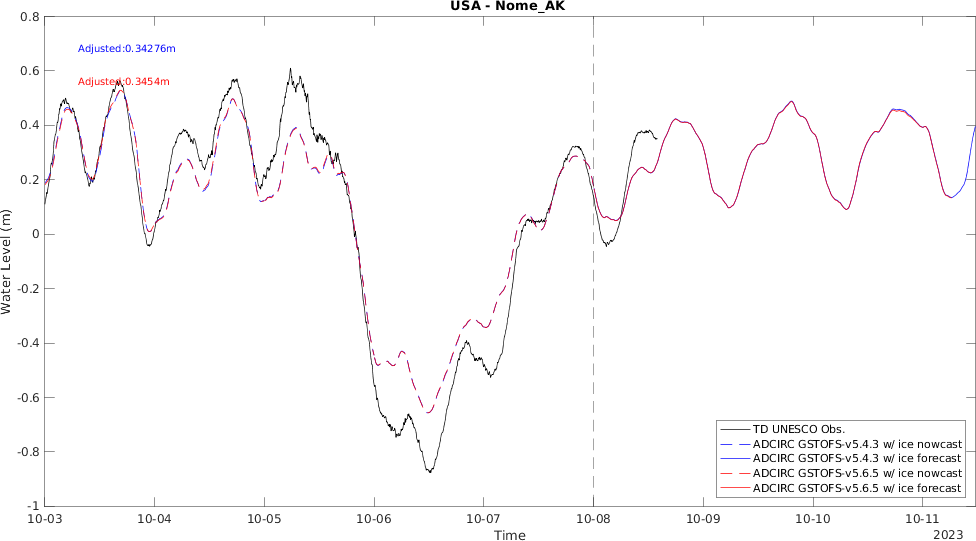 USA - Nome_AK
0.8
0.6
0.4
0.2
0
-0.2
-0.4
-0.6
-0.8
-1
Water Level (m)
Adjusted:0.34276m
Adjusted:0.3454m
TD UNESCO Obs.
ADCIRC GSTOFS-v5.4.3 w/ ice nowcast
ADCIRC GSTOFS-v5.4.3 w/ ice forecast
ADCIRC GSTOFS-v5.6.5 w/ ice nowcast
ADCIRC GSTOFS-v5.6.5 w/ ice forecast
10-03 10-04 10-05 10-06 10-07 10-08 10-09 10-10 10-11
Time
2023